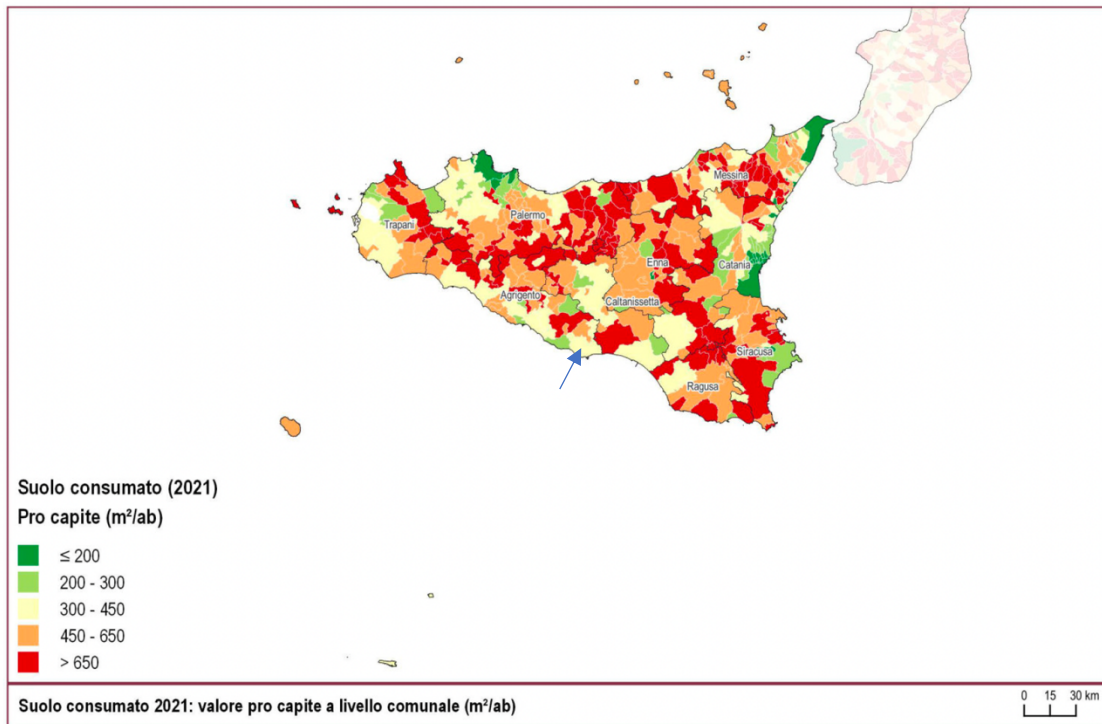 Messina
Palermo
Trapani
Enna
Catania
Agrigento
Caltanissetta
Siracusa
Ragusa
Suolo consumato (2021)
Pro capite (m²/ab)
≤ 200
200 - 300
300 - 450
450 - 650
> 650
Suolo consumato 2021: valore pro capite a livello comunale (m²/ab)
0 15 30 km